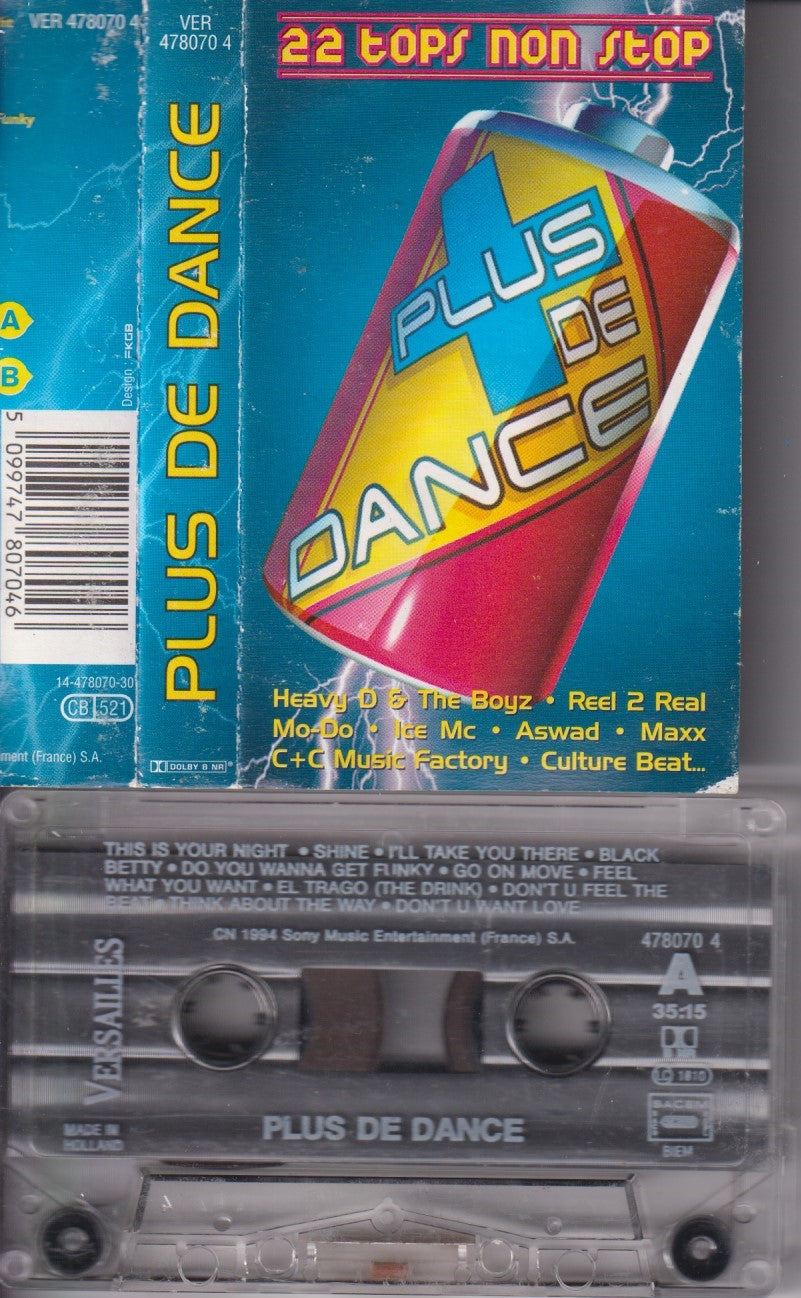 VER 478070 4
Funky
A
B
5 099747 807046
14-478070-30
CB 521
ment (France) S.A.
VER
478070 4
PLUS DE DANCE
Design : FKGB
DOLBY B NR
22 tops non stop
PLUS
DE
DANCE
Heavy D & The Boyz • Reel 2 Real
Mo-Do • Ice Mc • Aswad • Maxx
C+C Music Factory • Culture Beat...
THIS IS YOUR NIGHT • SHINE • I'LL TAKE YOU THERE • BLACK
BETTY • DO YOU WANNA GET FUNKY • GO ON MOVE • FEEL
WHAT YOU WANT • EL TRAGO (THE DRINK) • DON'T U FEEL THE
BEAT • THINK ABOUT THE WAY • DON'T U WANT LOVE
CN 1994 Sony Music Entertainment (France) S.A.
478070 4
A
35:15
B NR
LC 1810
SACEM
BIEM
VERSAILLES
MADE IN
HOLLAND
PLUS DE DANCE